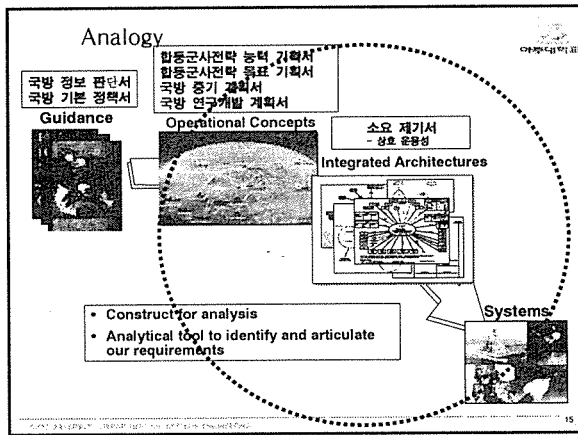 Analogy
합동군사전략 능력 기획서
합동군사전략 목표 기획서
국방 중기 계획서
국방 연구개발 계획서
국방 정보 판단서
국방 기본 정책서
Guidance
Operational Concepts
소요 제기서
- 상호 운용성
Integrated Architectures
• Construct for analysis
• Analytical tool to identify and articulate
our requirements
Systems
15